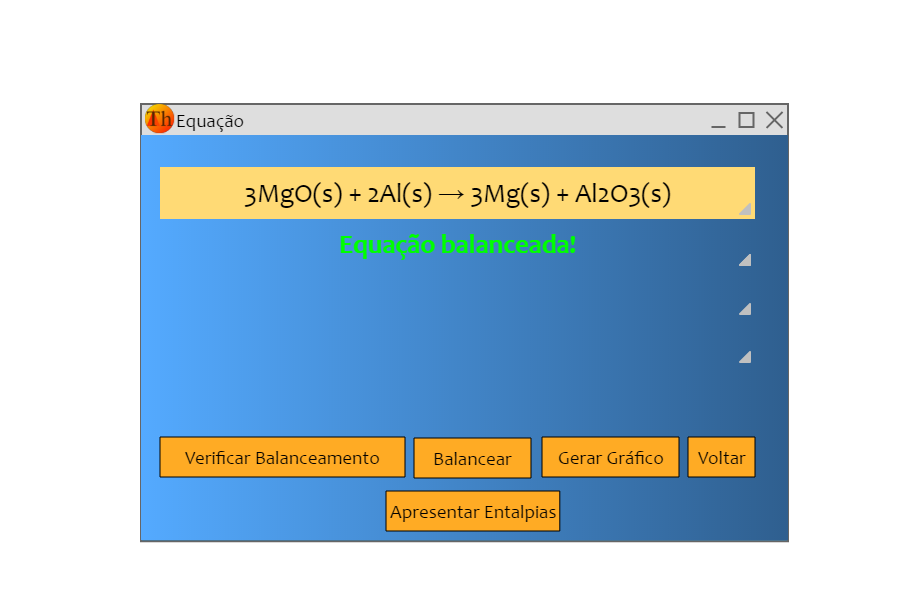 Th Equação
3MgO(s) + 2Al(s) → 3Mg(s) + Al2O3(s)
Equação balanceada!
Verificar Balanceamento Balancear Gerar Gráfico Voltar
Apresentar Entalpias